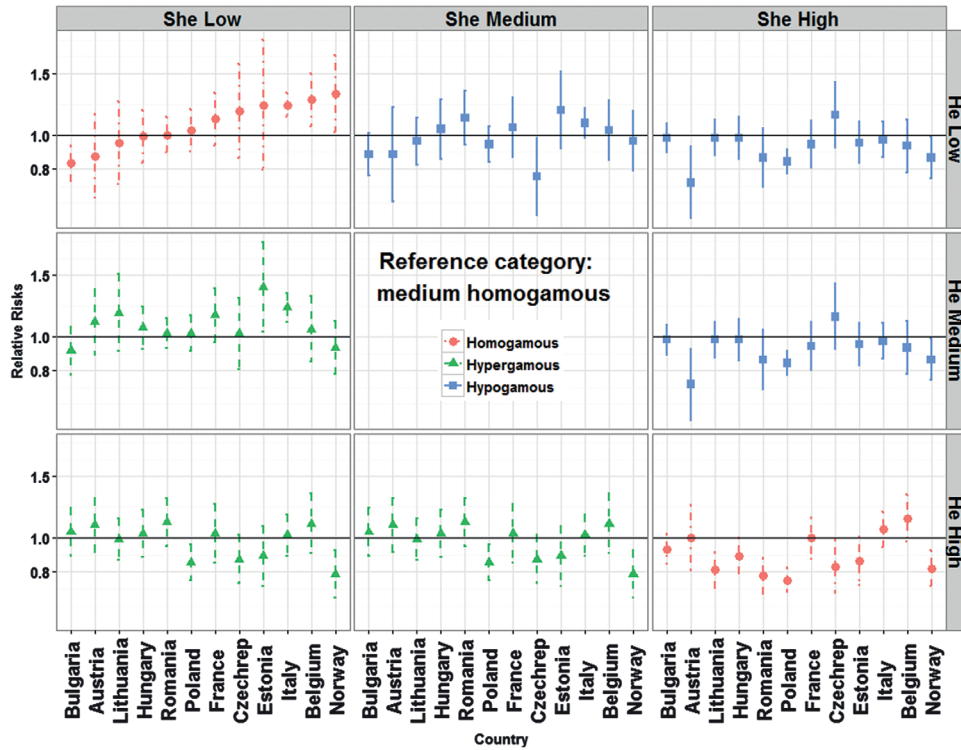 She Low
She Medium
She High
1.5
1.0
0.8
He Low
1.5
1.0
0.8
He Medium
Reference category:
medium homogamous
Homogamous
Hypergamous
Hypogamous
Relative Risks
1.5
1.0
0.8
He High
Bulgaria
Austria
Lithuania
Hungary
Romania
Poland
France
Czechrep
Estonia
Italy
Belgium
Norway
Bulgaria
Austria
Lithuania
Hungary
Romania
Poland
France
Czechrep
Estonia
Italy
Belgium
Norway
Bulgaria
Austria
Lithuania
Hungary
Romania
Poland
France
Czechrep
Estonia
Italy
Belgium
Norway
Country